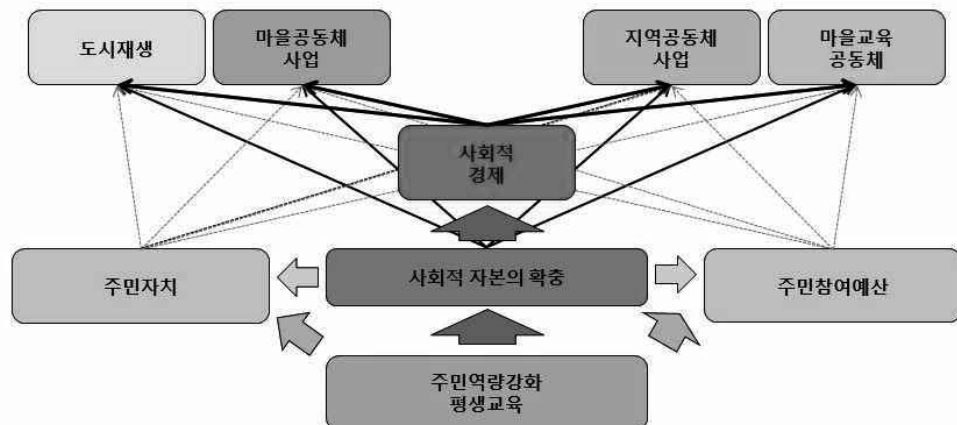 도시재생
마을공동체
사업
지역공동체
사업
마을교육
공동체
사회적
경제
주민자치
사회적 자본의 확충
주민참여예산
주민역량강화
평생교육